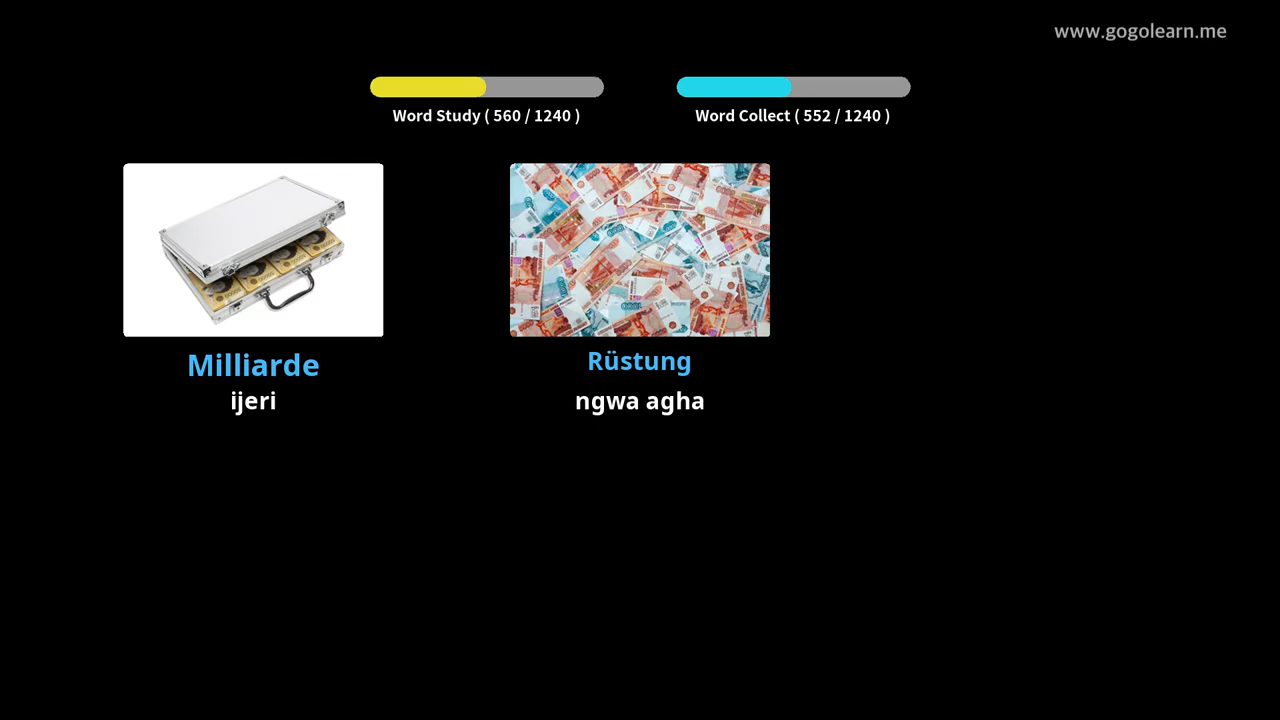 www.gogolearn.me
Word Study ( 560 / 1240 )
Word Collect ( 552 / 1240 )
Milliarde
ijeri
Rüstung
ngwa agha